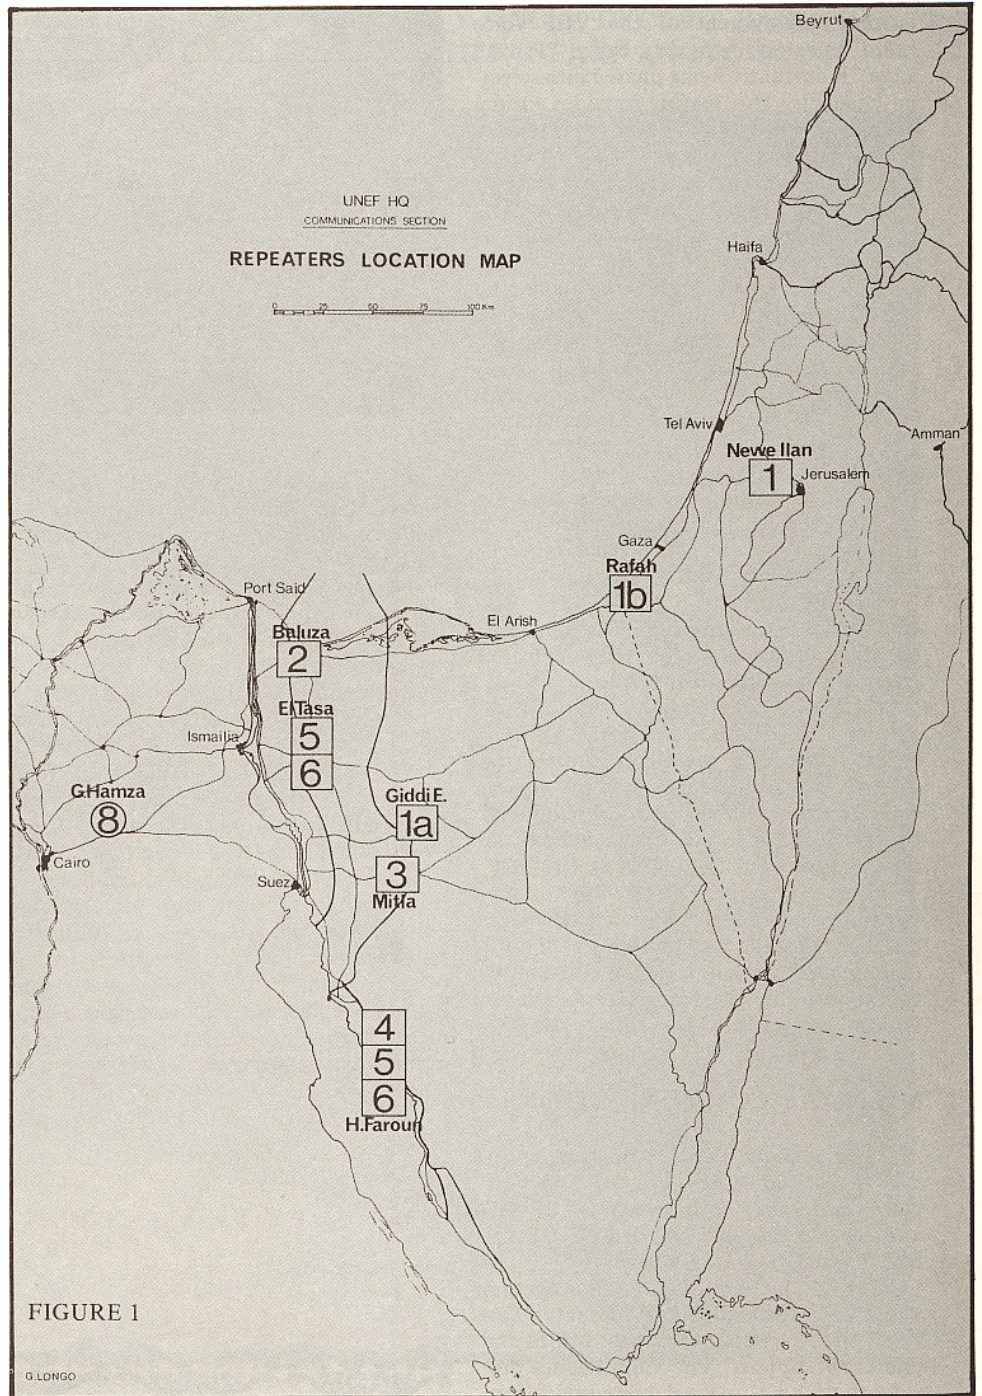 Beyrut
UNEF HQ
COMMUNICATIONS SECTION
REPEATERS LOCATION MAP
0 25 50 75 100 Km
Haifa
Tel Aviv
Amman
Newe Ilan
1
Jerusalem
Gaza
Rafah
1b
Port Said
El Arish
Baluza
2
El Tasa
5
6
Ismailia
G.Hamza
8
Giddi E.
1a
Cairo
3
Suez
Mitla
4
5
6
H.Faroun
FIGURE 1
G.LONGO